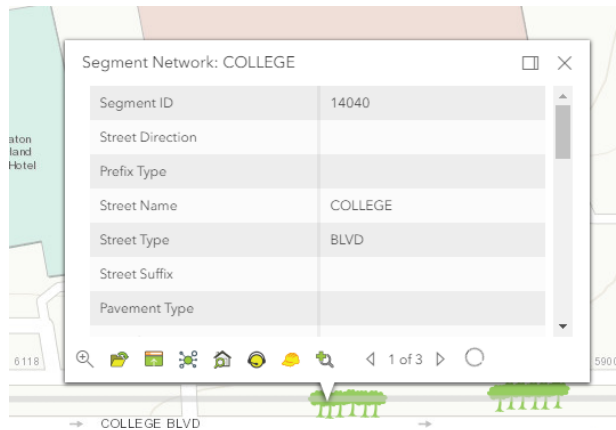 Segment Network: COLLEGE
Segment ID 14040
Street Direction
Prefix Type
Street Name COLLEGE
Street Type BLVD
Street Suffix
Pavement Type
aton
land
Hotel
6118
1 of 3
5900
COLLEGE BLVD